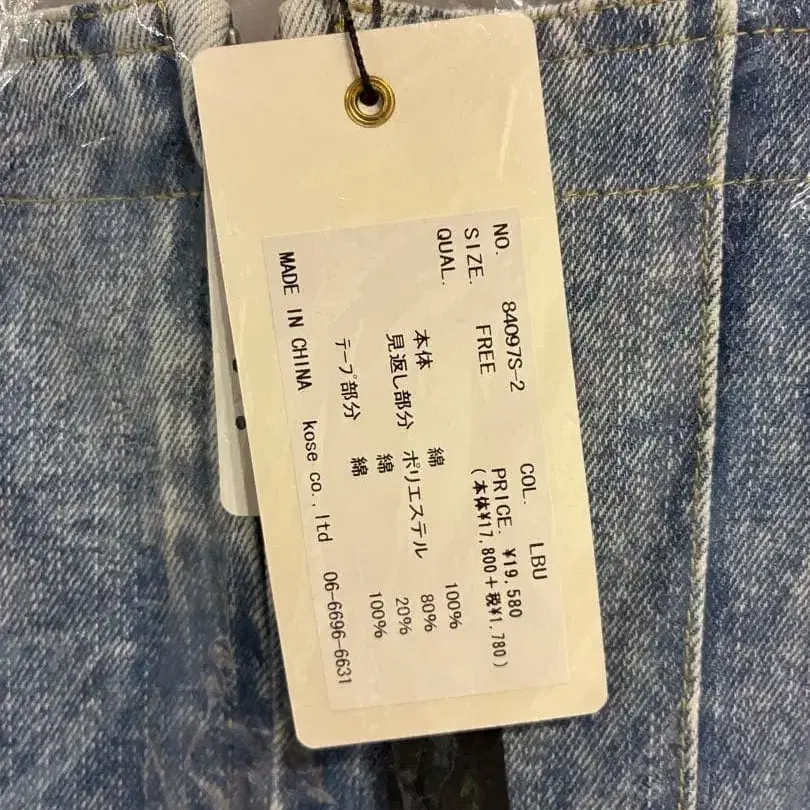 NO. 84097S-2 COL. LBU
SIZE. FREE PRICE. ¥19.580
QUAL. (本体¥17,800+税¥1,780)
本体 綿 100%
見返し部分 ポリエステル 80%
綿 20%
テープ部分 綿 100%
MADE IN CHINA kose co.,ltd 06-6696-6631